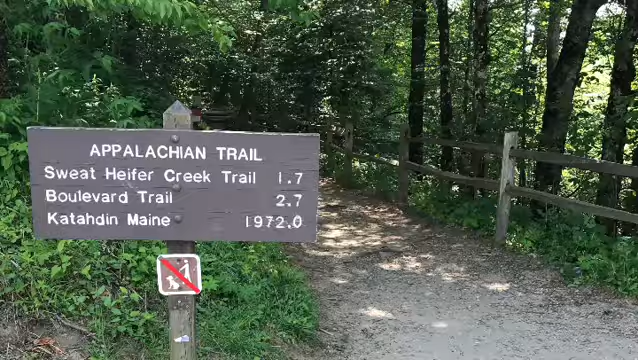 APPALACHIAN TRAIL
Sweat Heifer Creek Trail 1.7
Boulevard Trail 2.7
Katahdin Maine 1972.0